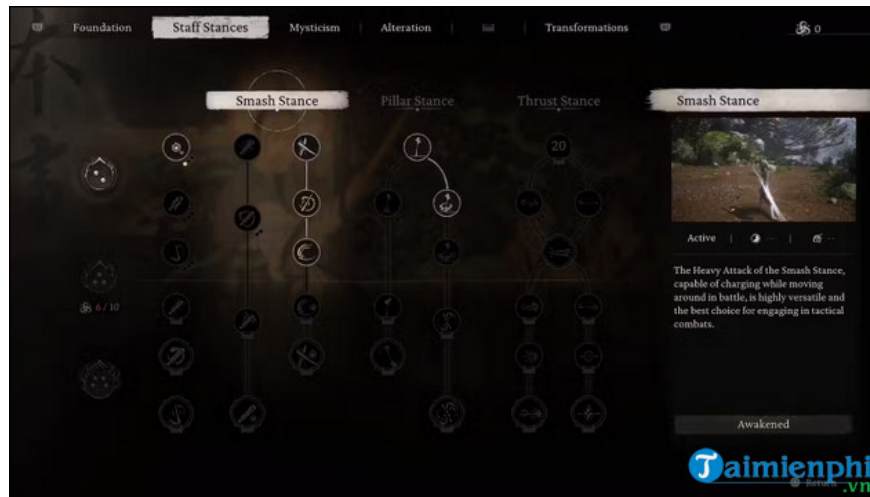 Foundation
Staff Stances
Mysticism
Alteration
Transformations
0
Smash Stance
Pillar Stance
Thrust Stance
Smash Stance
20
Active
The Heavy Attack of the Smash Stance,
capable of charging while moving
around in battle, is highly versatile and
the best choice for engaging in tactical
combats.
6 / 10
Awakened
Taimienphi
.vn
Return